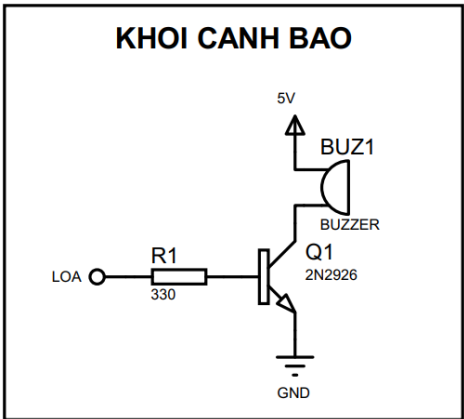 KHOI CANH BAO
5V
BUZ1
BUZZER
Q1
2N2926
R1
330
LOA
GND